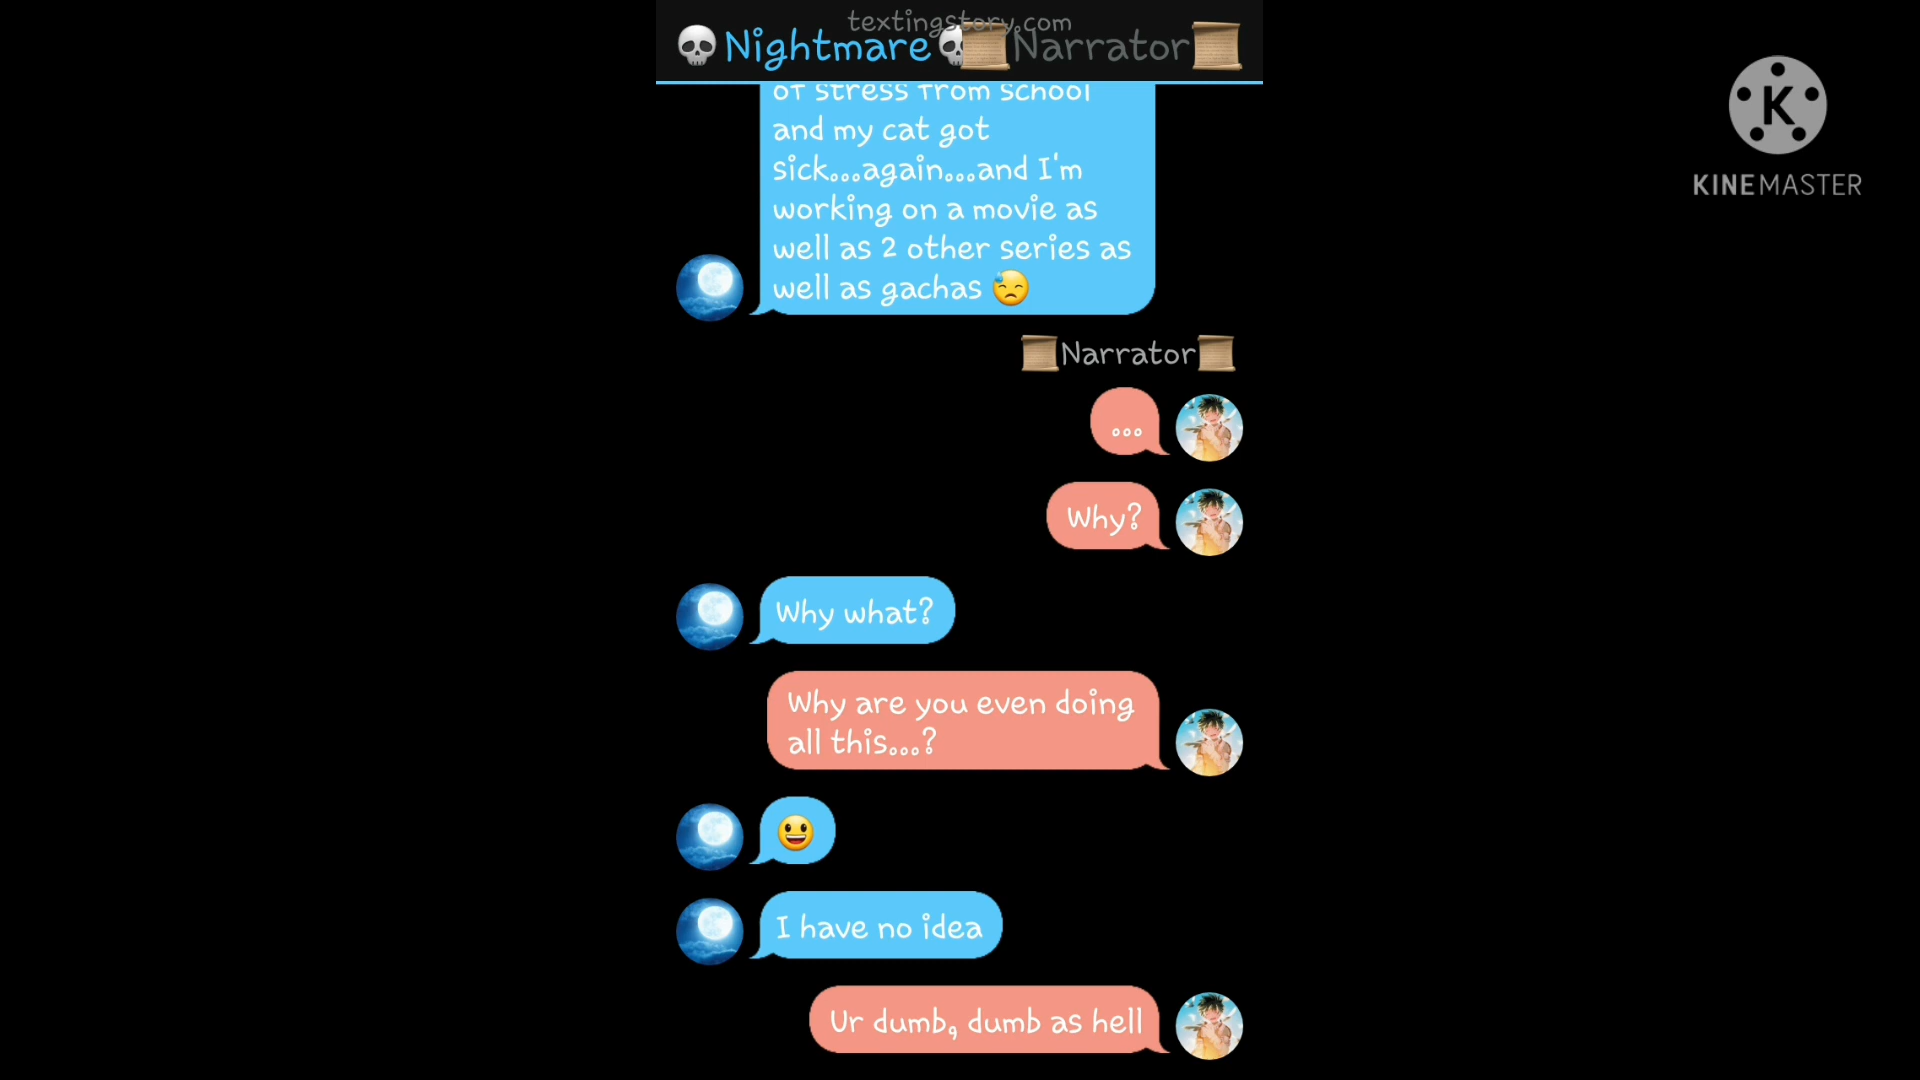 textingstory.com
💀Nightmare💀📜Narrator📜
of stress from school
and my cat got
sick...again...and I'm
working on a movie as
well as 2 other series as
well as gachas 😓
📜Narrator📜
...
Why?
Why what?
Why are you even doing
all this...?
😃
I have no idea
Ur dumb, dumb as hell
K
KINEMASTER